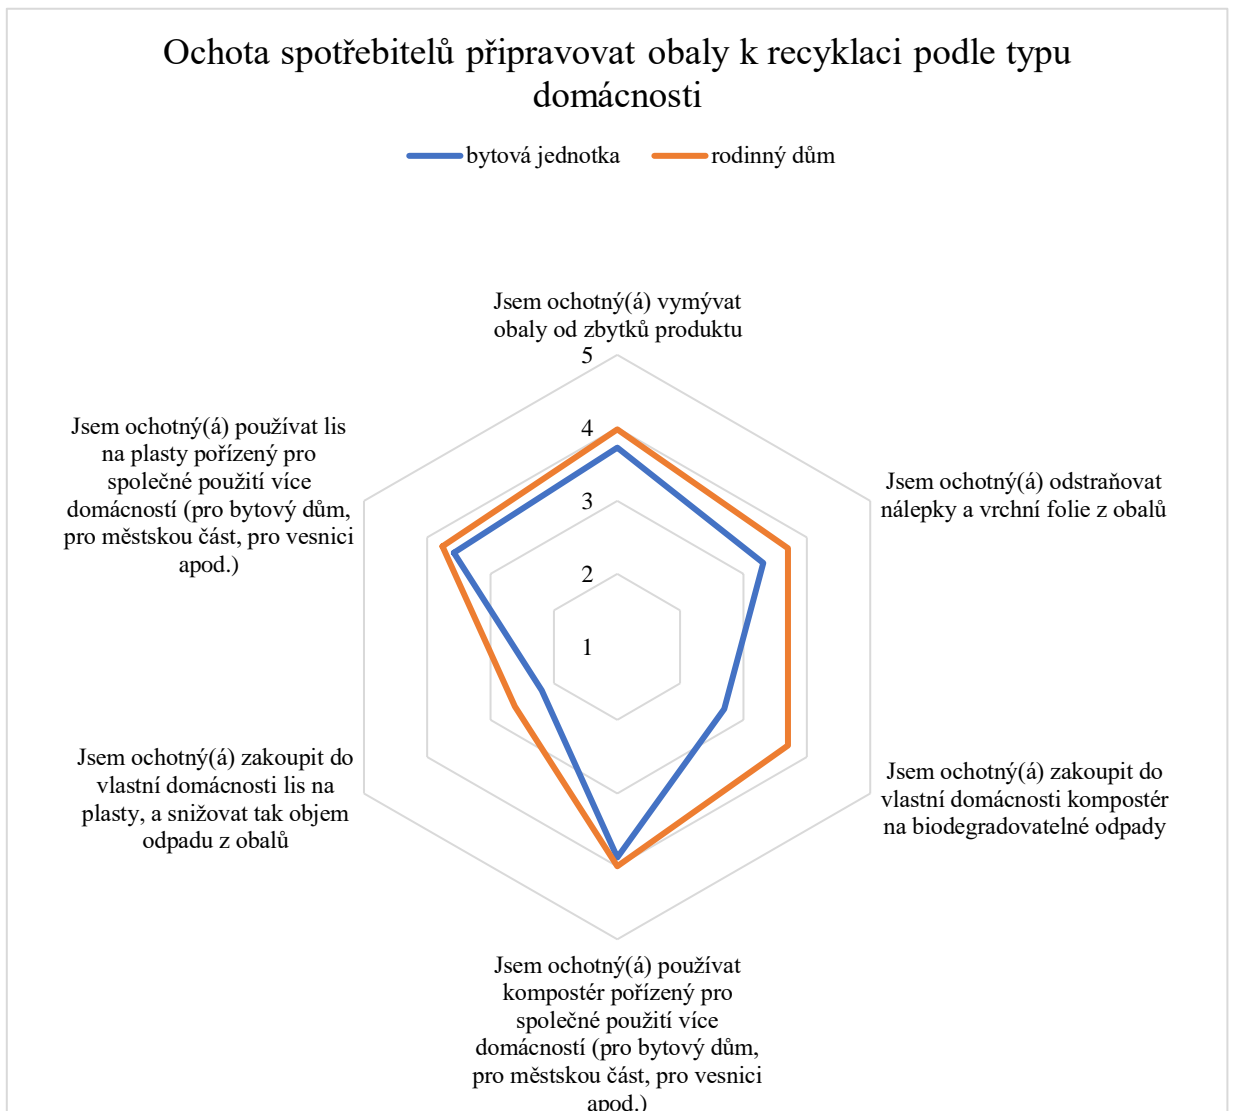 Ochota spotřebitelů připravovat obaly k recyklaci podle typu
domácnosti
bytová jednotka
rodinný dům
Jsem ochotný(á) vymývat
obaly od zbytků produktu
5
4
3
2
1
Jsem ochotný(á) odstraňovat
nálepky a vrchní folie z obalů
Jsem ochotný(á) zakoupit do
vlastní domácnosti kompostér
na biodegradovatelné odpady
Jsem ochotný(á) používat
kompostér pořízený pro
společné použití více
domácností (pro bytový dům,
pro městskou část, pro vesnici
apod.)
Jsem ochotný(á) zakoupit do
vlastní domácnosti lis na
plasty, a snižovat tak objem
odpadu z obalů
Jsem ochotný(á) používat lis
na plasty pořízený pro
společné použití více
domácností (pro bytový dům,
pro městskou část, pro vesnici
apod.)